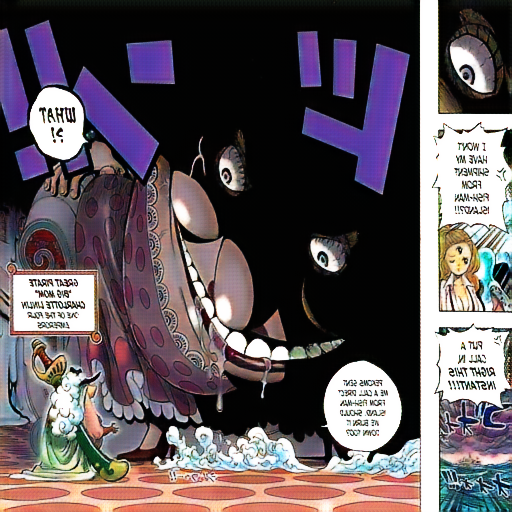 WHAT
?!
GREAT PIRATE
"BIG MOM"
CHARLOTTE LINLIN
ONE OF THE FOUR
EMPERORS
PEKOMS SENT
ME A CALL DIRECT
FROM FISH-MAN
ISLAND. SHOULD
WE BURN IT
DOWN TOO?
I WON'T
HAVE MY
SHIPMENT
FROM
FISH-MAN
ISLAND?!!
PUT A
CALL IN
RIGHT THIS
INSTANT!!!